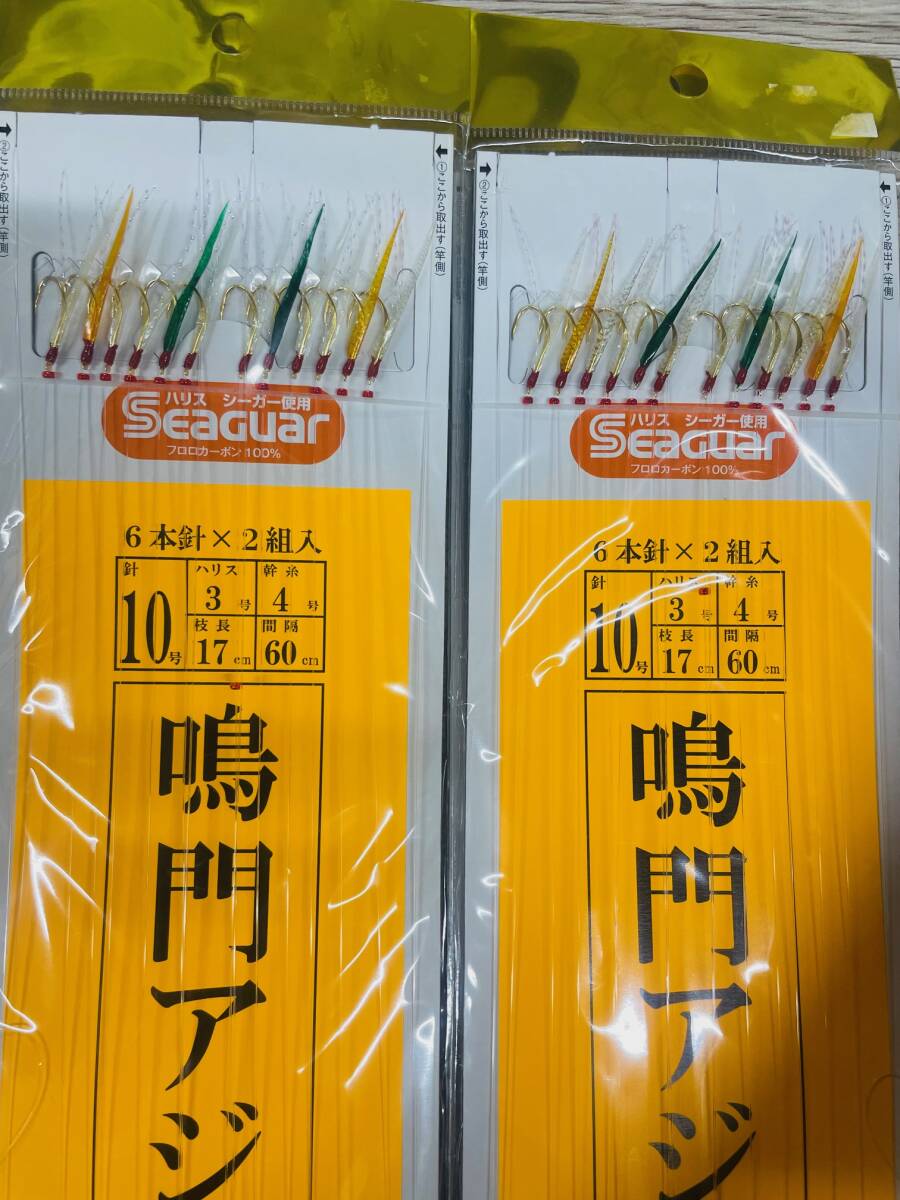 ②ここから取出す(竿側)
①ここから取出す(竿側)
ハリス シーガー使用
Seaguar
フロロカーボン100%
6本針×2組入
針 ハリス 幹糸
10号 3号 4号
枝長 間隔
17cm 60cm
鳴門アジ
②ここから取出す(竿側)
①ここから取出す(竿側)
ハリス シーガー使用
Seaguar
フロロカーボン100%
6本針×2組入
針 ハリス 幹糸
10号 3号 4号
枝長 間隔
17cm 60cm
鳴門アジ